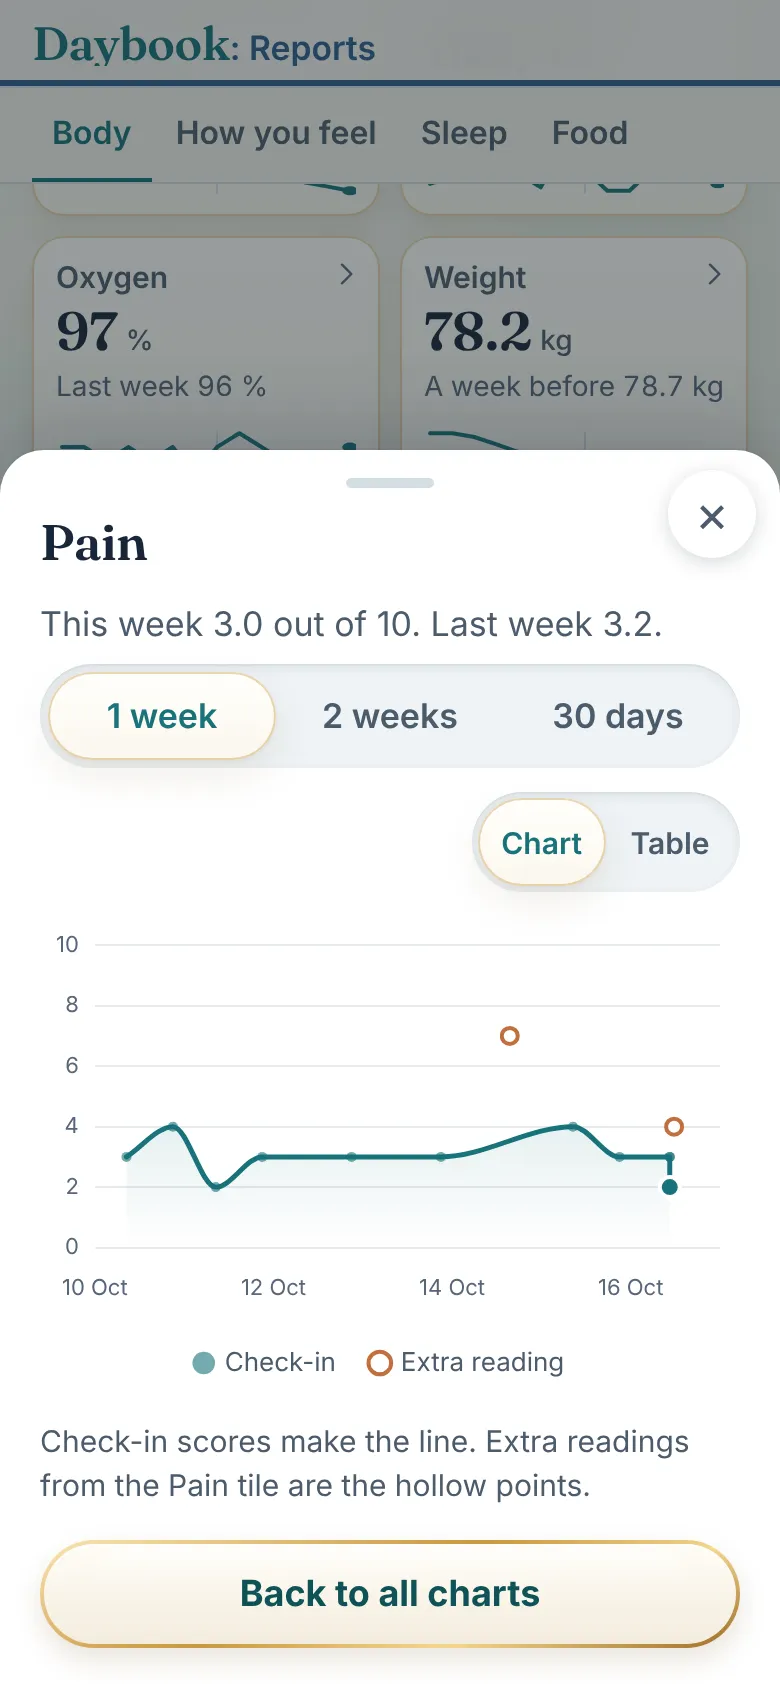 Daybook: Reports
Body How you feel Sleep Food
Oxygen
97 %
Last week 96 %
Weight
78.2 kg
A week before 78.7 kg
Pain
This week 3.0 out of 10. Last week 3.2.
1 week 2 weeks 30 days
Chart Table
10
8
6
4
2
0
10 Oct 12 Oct 14 Oct 16 Oct
Check-in Extra reading
Check-in scores make the line. Extra readings
from the Pain tile are the hollow points.
Back to all charts